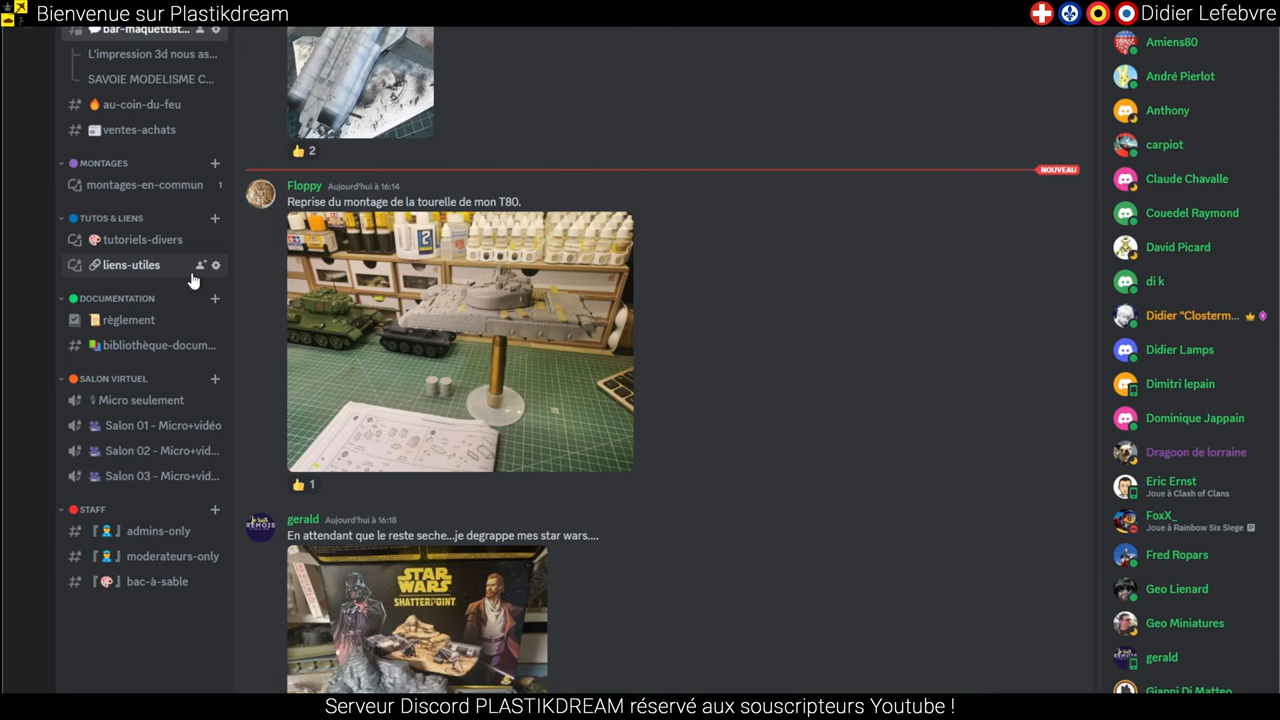 Bienvenue sur Plastikdream
Didier Lefebvre
bar-maquettist...
L'impression 3d nous as...
SAVOIE MODELISME C...
au-coin-du-feu
ventes-achats
MONTAGES
montages-en-commun 1
TUTOS & LIENS
tutoriels-divers
liens-utiles
DOCUMENTATION
règlement
bibliothèque-docum...
SALON VIRTUEL
Micro seulement
Salon 01 - Micro+vidéo
Salon 02 - Micro+vid...
Salon 03 - Micro+vid...
STAFF
『 』 admins-only
『 』 moderateurs-only
『 』 bac-à-sable
2
NOUVEAU
Floppy Aujourd'hui à 16:14
Reprise du montage de la tourelle de mon T80.
1
gerald Aujourd'hui à 16:18
En attendant que le reste seche...je degrappe mes star wars....
STAR WARS
SHATTERPOINT
Amiens80
André Pierlot
Anthony
carpiot
Claude Chavalle
Couedel Raymond
David Picard
di k
Didier "Closterm...
Didier Lamps
Dimitri lepain
Dominique Jappain
Dragoon de lorraine
Eric Ernst
Joue à Clash of Clans
FoxX_
Joue à Rainbow Six Siege
Fred Ropars
Geo Lienard
Geo Miniatures
gerald
Gianni Di Matteo
Serveur Discord PLASTIKDREAM réservé aux souscripteurs Youtube !